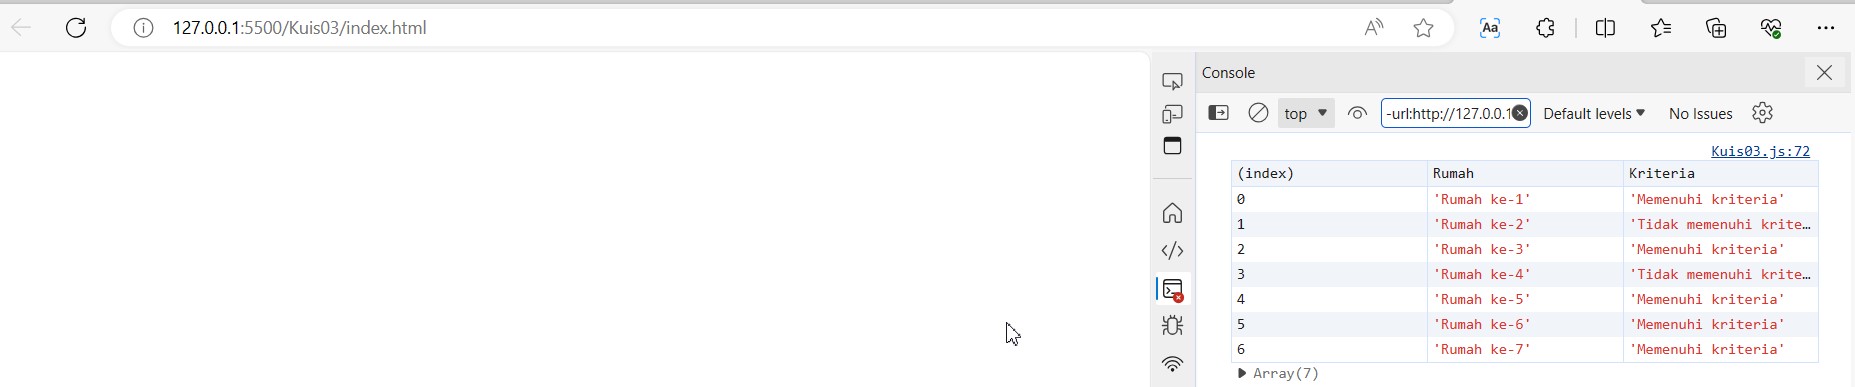 127.0.0.1:5500/Kuis03/index.html
Console
top -url:http://127.0.0.1 Default levels No Issues
Kuis03.js:72
(index) Rumah Kriteria
0 'Rumah ke-1' 'Memenuhi kriteria'
1 'Rumah ke-2' 'Tidak memenuhi krite…
2 'Rumah ke-3' 'Memenuhi kriteria'
3 'Rumah ke-4' 'Tidak memenuhi krite…
4 'Rumah ke-5' 'Memenuhi kriteria'
5 'Rumah ke-6' 'Memenuhi kriteria'
6 'Rumah ke-7' 'Memenuhi kriteria'
Array(7)